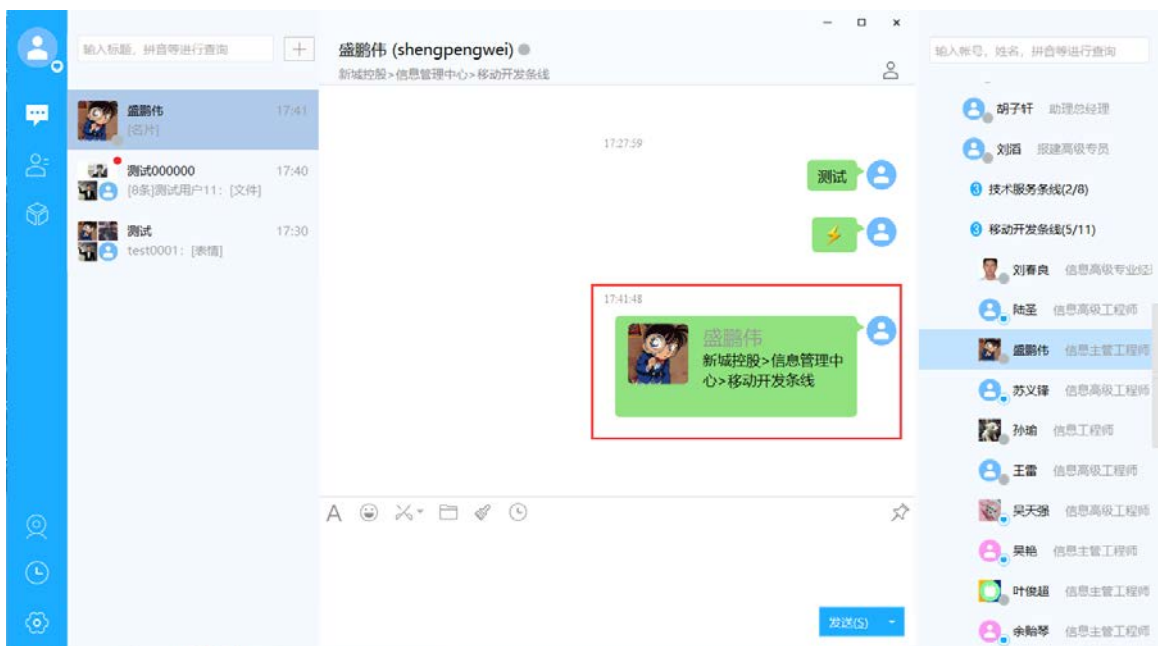 输入标题，拼音等进行查询
盛鹏伟 17:41
[名片]
测试000000 17:40
[8条]测试用户11：[文件]
测试 17:30
test0001：[表情]
盛鹏伟 (shengpengwei)
新城控股>信息管理中心>移动开发条线
17:27:59
测试
17:41:48
盛鹏伟
新城控股>信息管理中
心>移动开发条线
A
发送(S)
输入帐号，姓名，拼音等进行查询
胡子轩 助理总经理
刘滔 报建高级专员
技术服务条线(2/8)
移动开发条线(5/11)
刘春良 信息高级专业经
陆圣 信息高级工程师
盛鹏伟 信息主管工程师
苏义锋 信息高级工程师
孙瑜 信息工程师
王雷 信息高级工程师
吴天强 信息高级工程师
吴艳 信息主管工程师
叶俊超 信息主管工程师
余贻琴 信息主管工程师